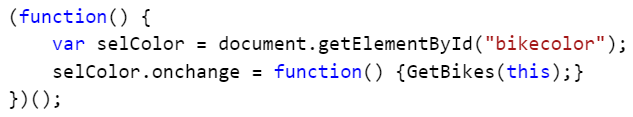 (function() {
    var selColor = document.getElementById("bikecolor");
    selColor.onchange = function() {GetBikes(this);}
})();